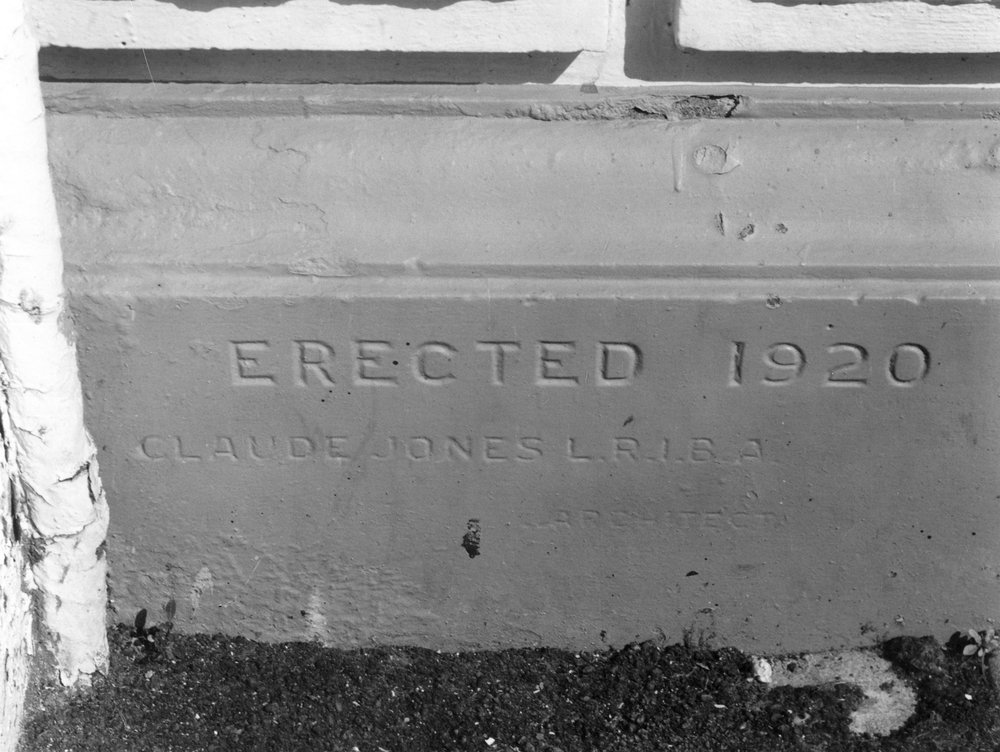 ERECTED 1920
CLAUDE JONES L.R.I.B.A
ARCHITECT